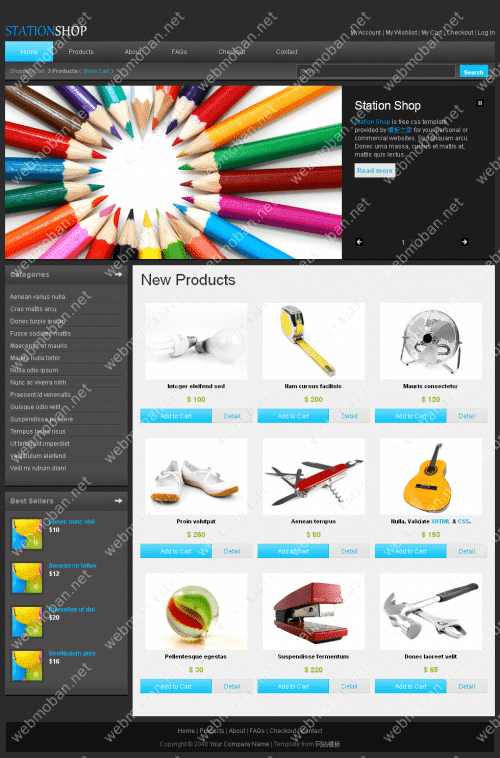 STATIONSHOP
My Account | My Wishlist | My Cart | Checkout | Log In
Home Products About FAQs Checkout Contact
Shopping Cart: 3 Products ( Show Cart )
Search
Search
Station Shop
Station Shop is free css template
provided by 模板之家 for your personal or
commercial websites. Sed aliquam arcu.
Donec urna massa, cursus et mattis at,
mattis quis lectus.
Read more
1
Categories
Aenean varius nulla
Cras mattis arcu
Donec turpis ipsum
Fusce sodales mattis
Maecenas ut mauris
Mauris nulla tortor
Nulla odio ipsum
Nunc ac viverra nibh
Praesent id venenatis
Quisque odio velit
Suspendisse posuere
Tempus lacus risus
Ut tincidunt imperdiet
Vestibulum eleifend
Velit mi rutrum diam
Best Sellers
Donec nunc nisl
$10
Aenean eu tellus
$12
Phasellus ut dui
$20
Vestibulum ante
$16
New Products
Integer eleifend sed
$ 100
Add to Cart Detail
Nam cursus facilisis
$ 200
Add to Cart Detail
Mauris consectetur
$ 120
Add to Cart Detail
Proin volutpat
$ 260
Add to Cart Detail
Aenean tempus
$ 60
Add to Cart Detail
Nulla, Validate XHTML & CSS.
$ 193
Add to Cart Detail
Pellentesque egestas
$ 30
Add to Cart Detail
Suspendisse fermentum
$ 220
Add to Cart Detail
Donec laoreet velit
$ 65
Add to Cart Detail
Home | Products | About | FAQs | Checkout | Contact
Copyright © 2048 Your Company Name | Template from 网站模板
webmoban.net